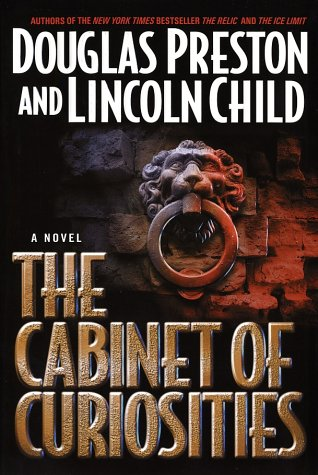 AUTHORS OF THE NEW YORK TIMES BESTSELLER THE RELIC AND THE ICE LIMIT
DOUGLAS PRESTON
AND LINCOLN CHILD
A NOVEL
THE
CABINET OF
CURIOSITIES